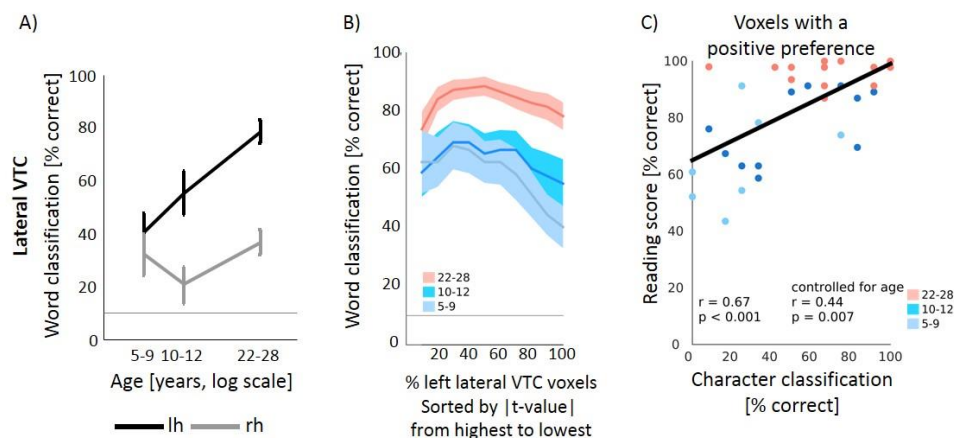 A)
Lateral VTC
Word classification [% correct]
100
80
60
40
20
0
5-9 10-12 22-28
Age [years, log scale]
lh rh
B)
Word classification [% correct]
100
80
60
40
20
0
22-28
10-12
5-9
20 40 60 80 100
% left lateral VTC voxels
Sorted by |t-value|
from highest to lowest
C)
Voxels with a
positive preference
Reading score [% correct]
100
80
60
40
20
0
controlled for age
r = 0.67 r = 0.44
p < 0.001 p = 0.007
22-28
10-12
5-9
0 20 40 60 80 100
Character classification
[% correct]